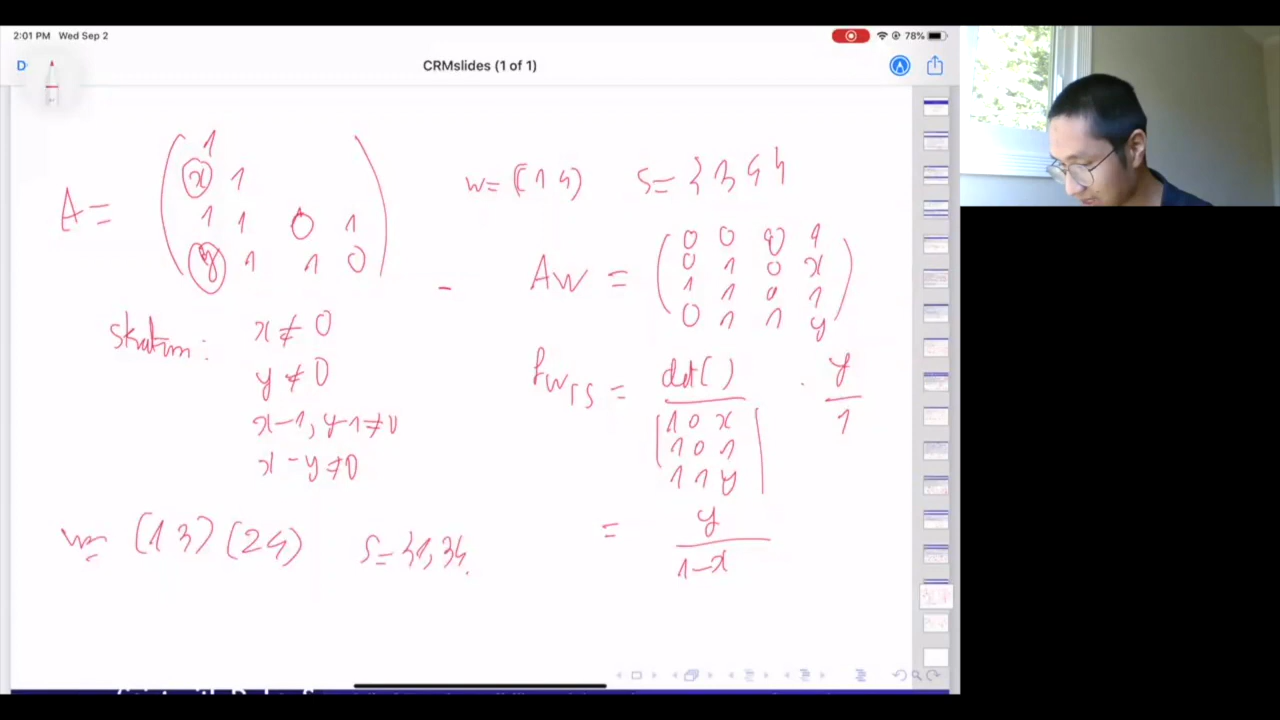 2:01 PM Wed Sep 2
78%
D
CRMslides (1 of 1)
A = ( 1
x 1
1 1 0 1
y 1 1 0 )
w = (1 4) S = {1 3 4}
Aw = ( 0 0 0 1
0 1 0 x
1 1 0 1
0 1 1 y )
x ≠ 0
y ≠ 0
x-1, y-1 ≠ 0
x - y ≠ 0
f w,S = det( ) / | 1 0 x
1 0 1
1 1 y | · y / 1
= y / 1-x
w = (1 3) (2 4) S = {1, 3}.